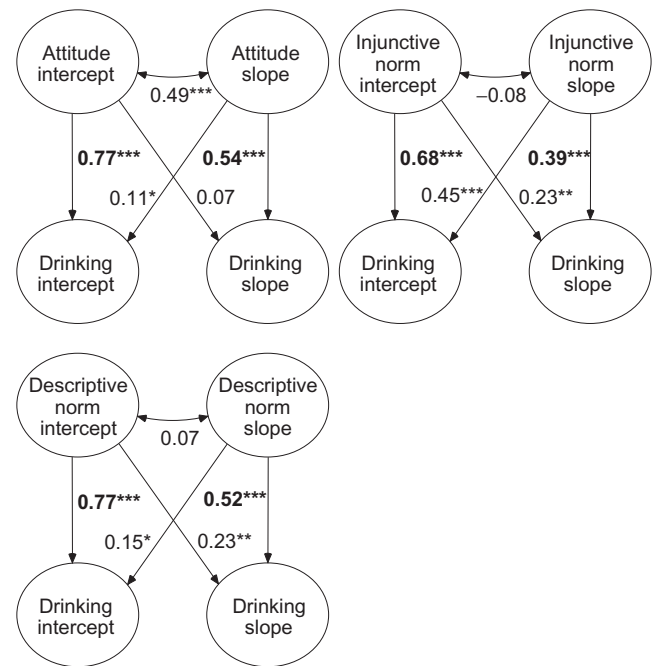 Attitude
intercept
Attitude
slope
0.49***
0.77***
0.54***
0.11*
0.07
Drinking
intercept
Drinking
slope
Injunctive
norm
intercept
Injunctive
norm
slope
−0.08
0.68***
0.39***
0.45***
0.23**
Drinking
intercept
Drinking
slope
Descriptive
norm
intercept
Descriptive
norm
slope
0.07
0.77***
0.52***
0.15*
0.23**
Drinking
intercept
Drinking
slope